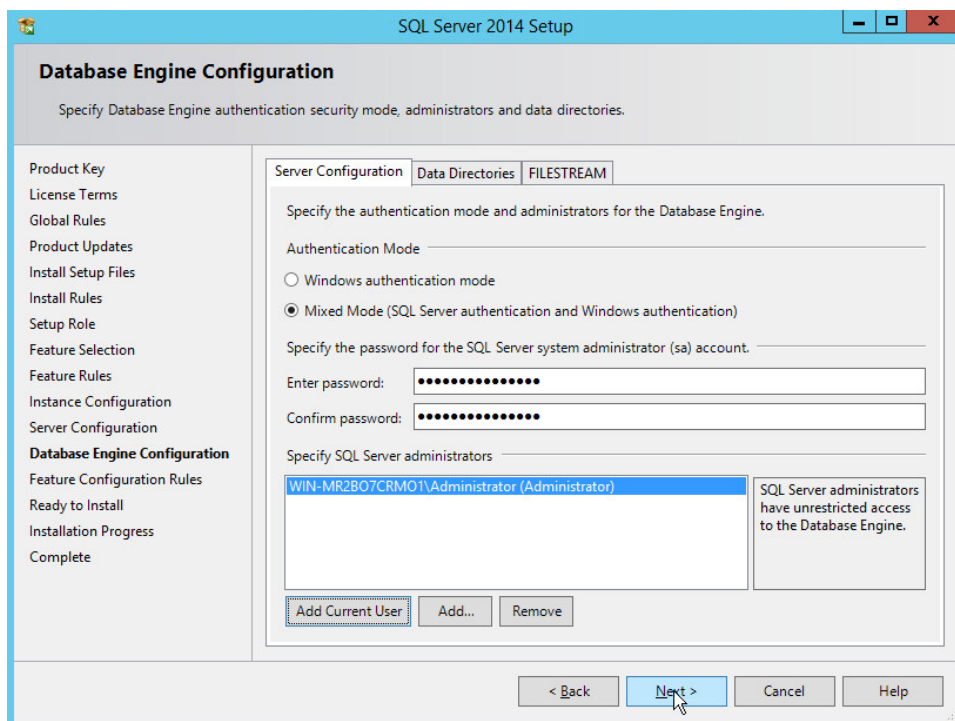 SQL Server 2014 Setup
Database Engine Configuration
Specify Database Engine authentication security mode, administrators and data directories.
Product Key
License Terms
Global Rules
Product Updates
Install Setup Files
Install Rules
Setup Role
Feature Selection
Feature Rules
Instance Configuration
Server Configuration
Database Engine Configuration
Feature Configuration Rules
Ready to Install
Installation Progress
Complete
Server Configuration Data Directories FILESTREAM
Specify the authentication mode and administrators for the Database Engine.
Authentication Mode
Windows authentication mode
Mixed Mode (SQL Server authentication and Windows authentication)
Specify the password for the SQL Server system administrator (sa) account.
Enter password: ●●●●●●●●●●●●●●●
Confirm password: ●●●●●●●●●●●●●●●
Specify SQL Server administrators
WIN-MR2BO7CRMO1\Administrator (Administrator)
SQL Server administrators
have unrestricted access
to the Database Engine.
Add Current User Add... Remove
< Back Next > Cancel Help